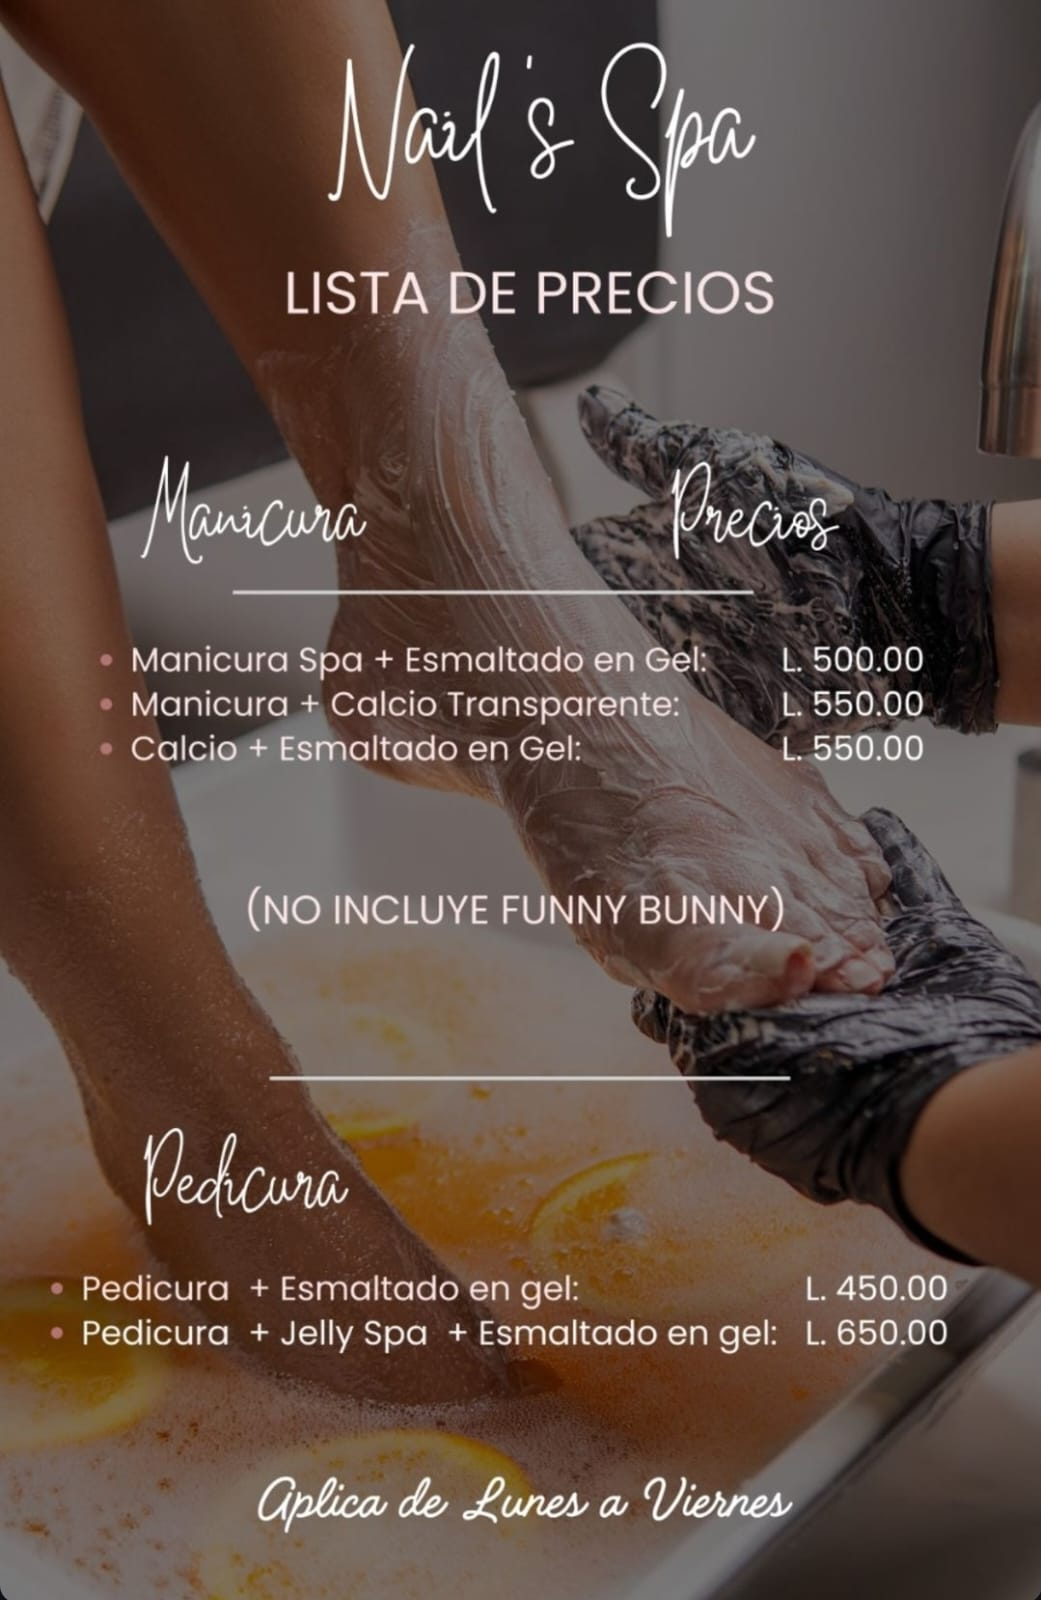 Nail's Spa
LISTA DE PRECIOS
Manicura Precios
Manicura Spa + Esmaltado en Gel: L. 500.00
Manicura + Calcio Transparente: L. 550.00
Calcio + Esmaltado en Gel: L. 550.00
(NO INCLUYE FUNNY BUNNY)
Pedicura
Pedicura + Esmaltado en gel: L. 450.00
Pedicura + Jelly Spa + Esmaltado en gel: L. 650.00
Aplica de Lunes a Viernes